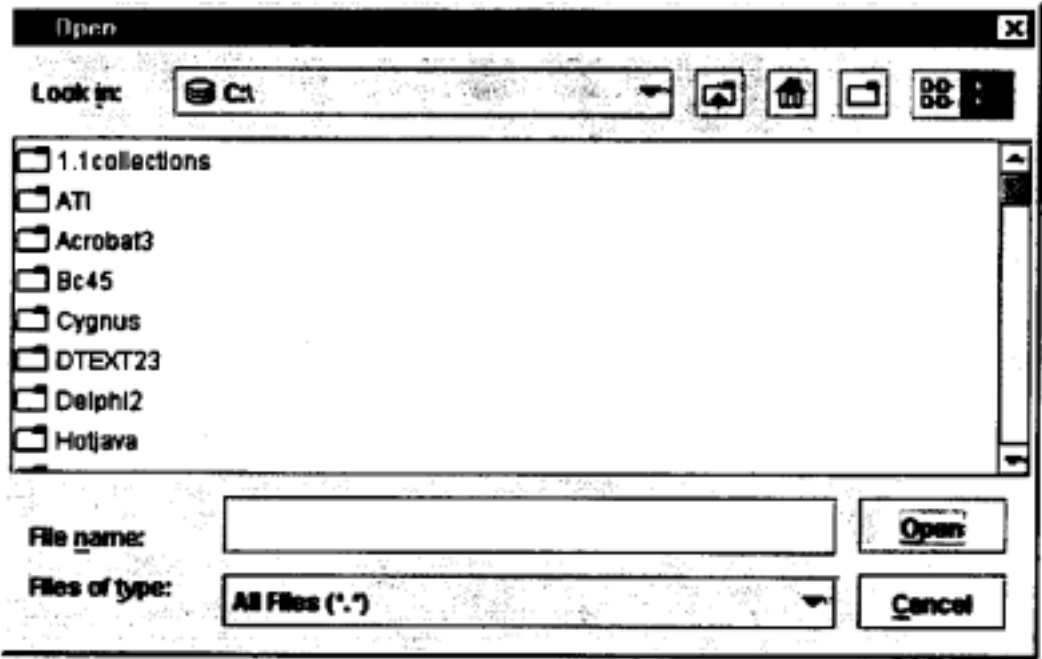 Open
Look in: C:\
1.1collections
ATI
Acrobat3
Bc45
Cygnus
DTEXT23
Delphi2
Hotjava
File name: Open
Files of type: All Files (*.*) Cancel